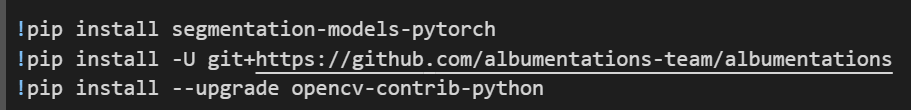 !pip install segmentation-models-pytorch
!pip install -U git+https://github.com/albumentations-team/albumentations
!pip install --upgrade opencv-contrib-python